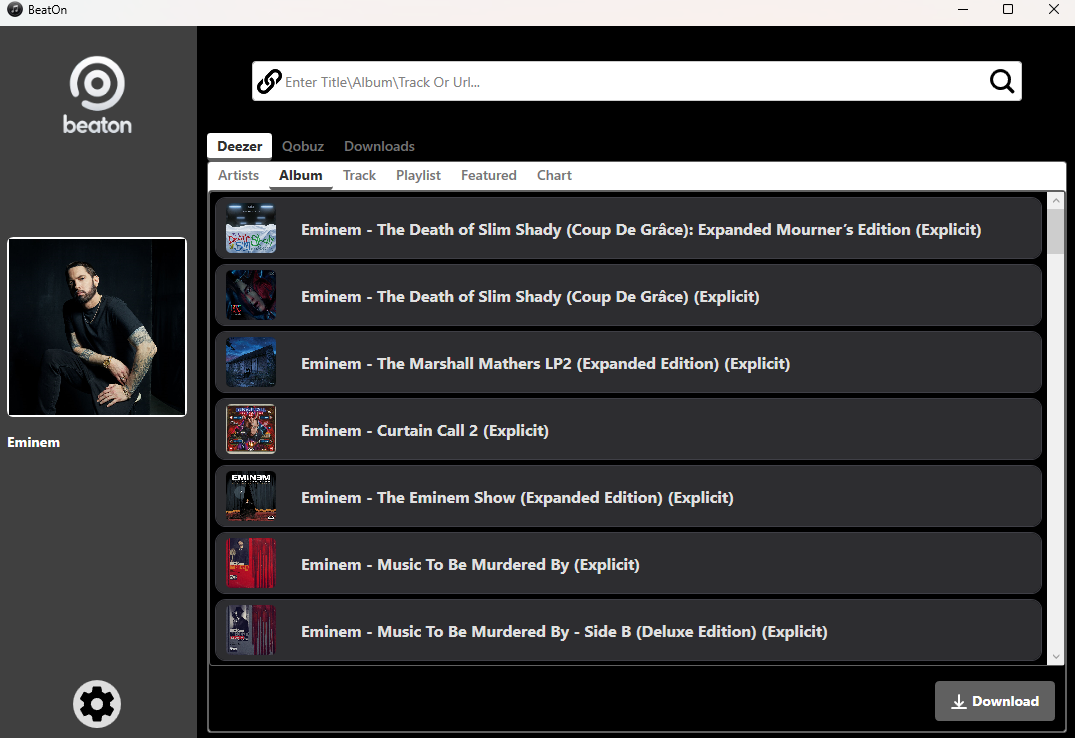 BeatOn
beaton
Enter Title\Album\Track Or Url...
Deezer Qobuz Downloads
Artists Album Track Playlist Featured Chart
Eminem - The Death of Slim Shady (Coup De Grâce): Expanded Mourner’s Edition (Explicit)
Eminem - The Death of Slim Shady (Coup De Grâce) (Explicit)
Eminem - The Marshall Mathers LP2 (Expanded Edition) (Explicit)
Eminem - Curtain Call 2 (Explicit)
EMINEM
Eminem - The Eminem Show (Expanded Edition) (Explicit)
Eminem - Music To Be Murdered By (Explicit)
Eminem - Music To Be Murdered By - Side B (Deluxe Edition) (Explicit)
Eminem
Download